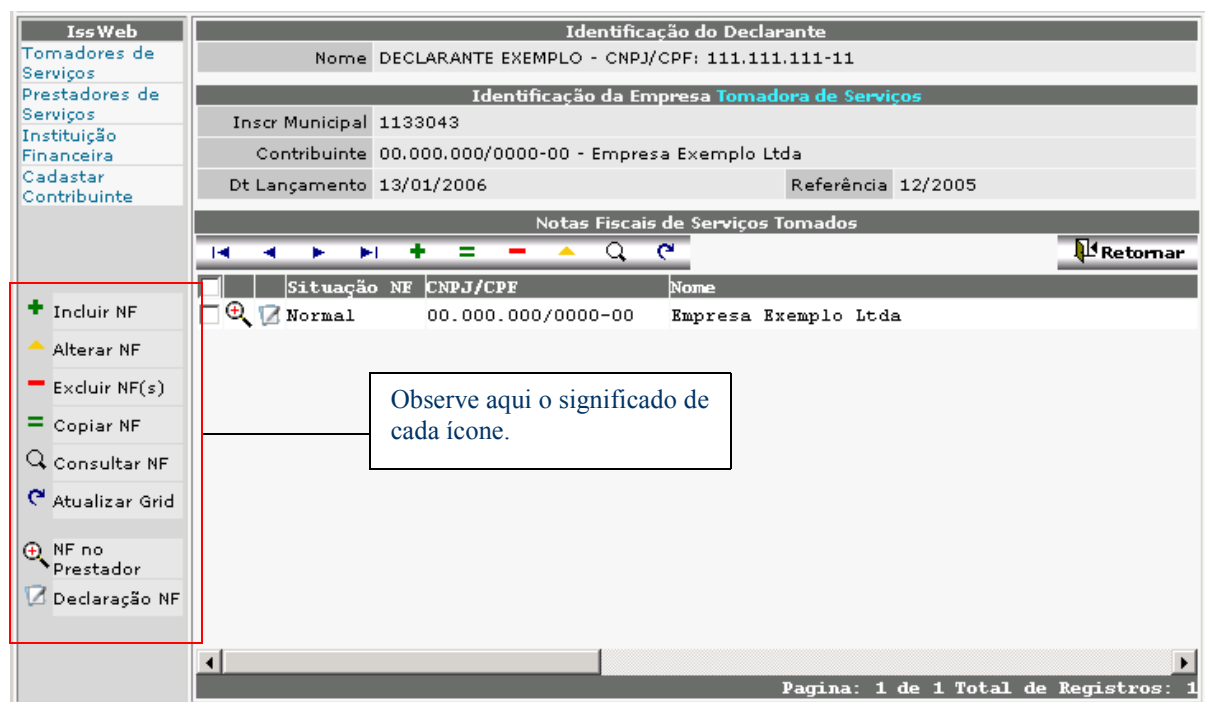 IssWeb
Tomadores de
Serviços
Prestadores de
Serviços
Instituição
Financeira
Cadastar
Contribuinte
Incluir NF
Alterar NF
Excluir NF(s)
Copiar NF
Consultar NF
Atualizar Grid
NF no
Prestador
Declaração NF
Identificação do Declarante
Nome DECLARANTE EXEMPLO - CNPJ/CPF: 111.111.111-11
Identificação da Empresa Tomadora de Serviços
Inscr Municipal 1133043
Contribuinte 00.000.000/0000-00 - Empresa Exemplo Ltda
Dt Lançamento 13/01/2006 Referência 12/2005
Notas Fiscais de Serviços Tomados
Retornar
Situação NF CNPJ/CPF Nome
Normal 00.000.000/0000-00 Empresa Exemplo Ltda
Observe aqui o significado de
cada ícone.
Pagina: 1 de 1 Total de Registros: 1